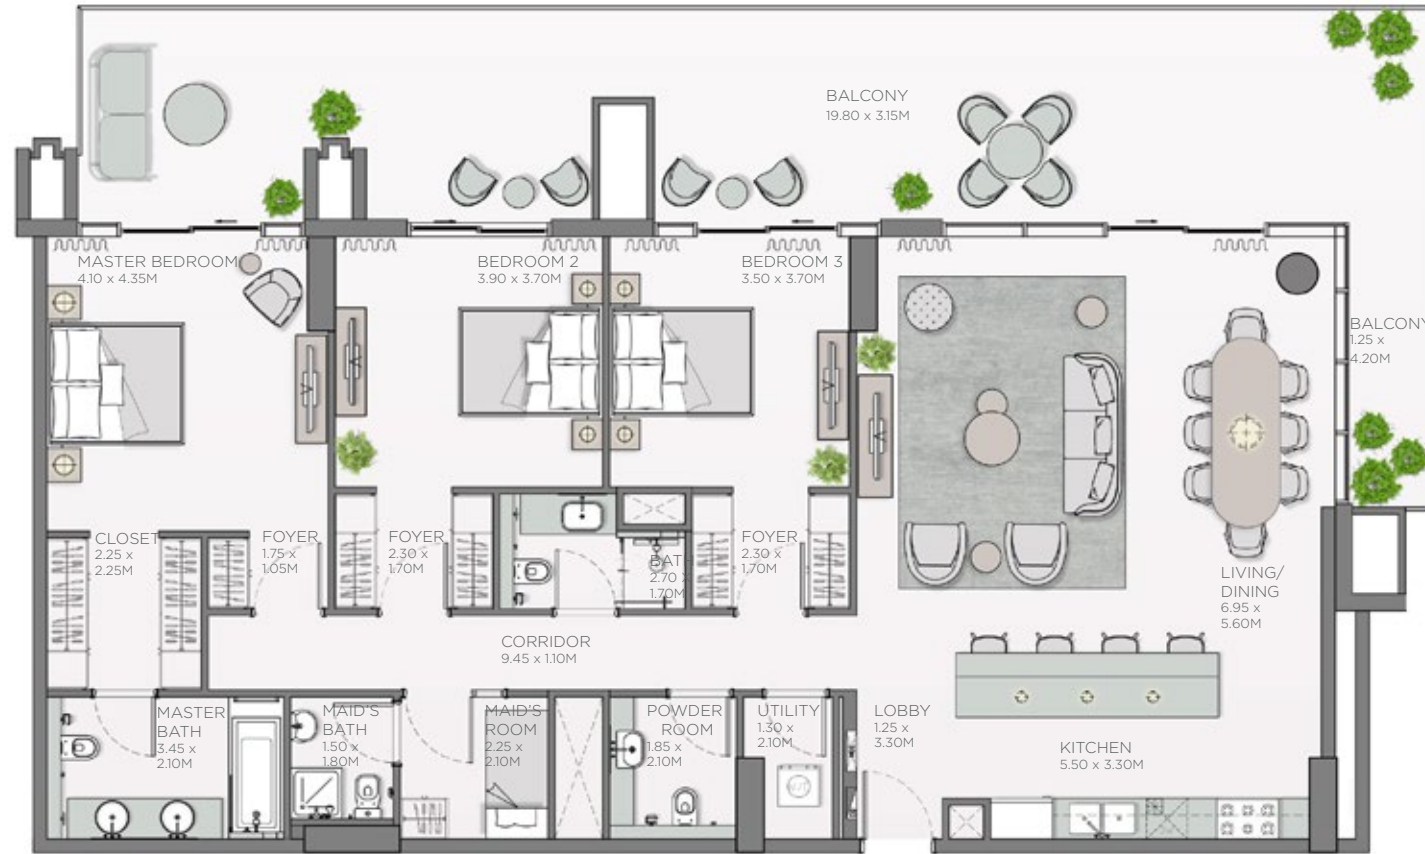 BALCONY
19.80 x 3.15M
MASTER BEDROOM
4.10 x 4.35M
BEDROOM 2
3.90 x 3.70M
BEDROOM 3
3.50 x 3.70M
BALCONY
1.25 x
4.20M
CLOSET
2.25 x
2.25M
FOYER
1.75 x
1.05M
FOYER
2.30 x
1.70M
BATH
2.70 x
1.70M
FOYER
2.30 x
1.70M
LIVING/
DINING
6.95 x
5.60M
CORRIDOR
9.45 x 1.10M
MASTER
BATH
3.45 x
2.10M
MAID'S
BATH
1.50 x
1.80M
MAID'S
ROOM
2.25 x
2.10M
POWDER
ROOM
1.85 x
2.10M
UTILITY
1.30 x
2.10M
LOBBY
1.25 x
3.30M
KITCHEN
5.50 x 3.30M